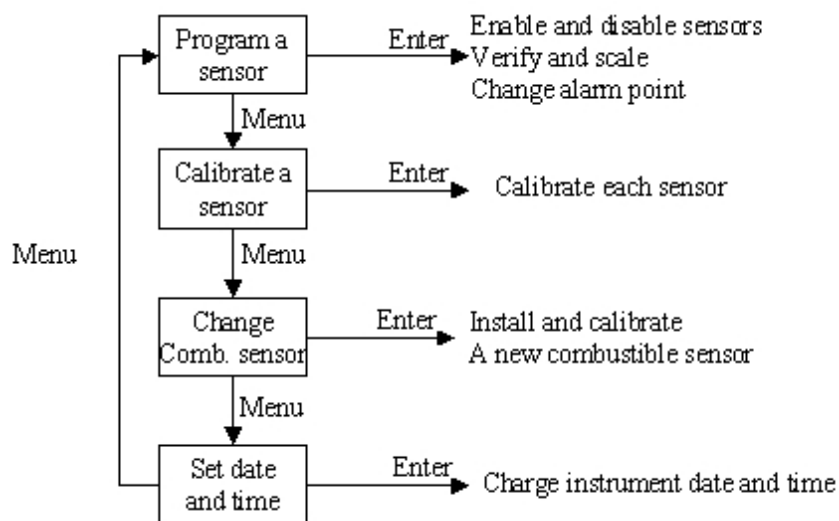 Program a
sensor
Enter
Enable and disable sensors
Verify and scale
Change alarm point
Menu
Calibrate a
sensor
Enter
Calibrate each sensor
Menu
Menu
Change
Comb. sensor
Enter
Install and calibrate
A new combustible sensor
Menu
Set date
and time
Enter
Charge instrument date and time